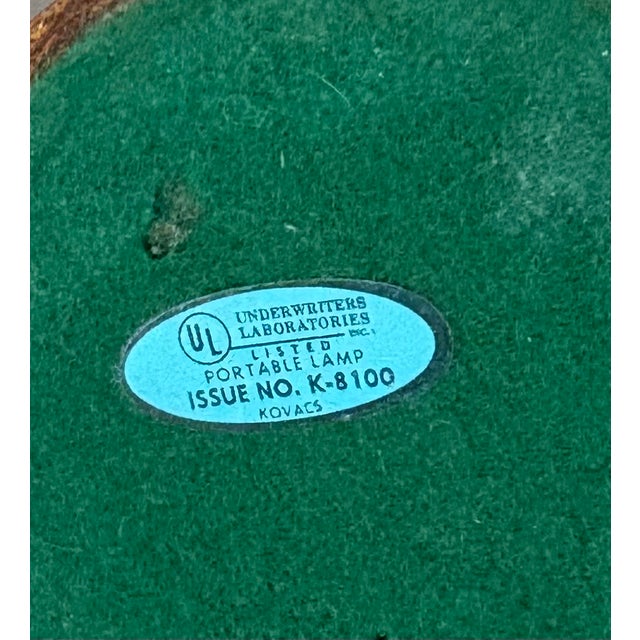 UL
UNDERWRITERS
LABORATORIES
INC.
LISTED
PORTABLE LAMP
ISSUE NO. K-8100
KOVACS